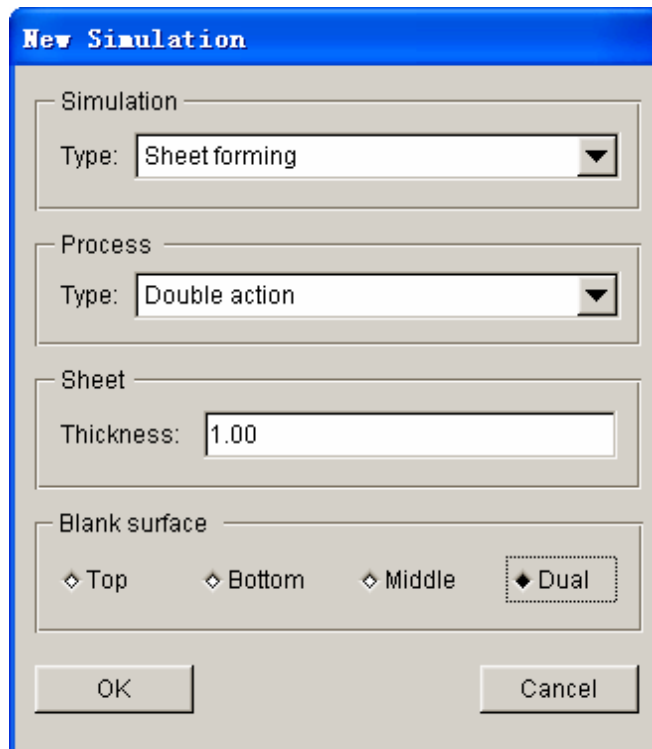 New Simulation
Simulation
Type: Sheet forming
Process
Type: Double action
Sheet
Thickness: 1.00
Blank surface
Top Bottom Middle Dual
OK Cancel